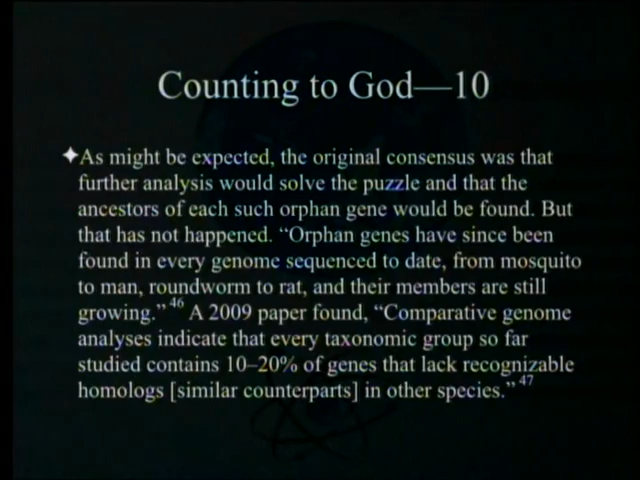 Counting to God—10
✦As might be expected, the original consensus was that
further analysis would solve the puzzle and that the
ancestors of each such orphan gene would be found. But
that has not happened. “Orphan genes have since been
found in every genome sequenced to date, from mosquito
to man, roundworm to rat, and their members are still
growing.” 46 A 2009 paper found, “Comparative genome
analyses indicate that every taxonomic group so far
studied contains 10–20% of genes that lack recognizable
homologs [similar counterparts] in other species.” 47